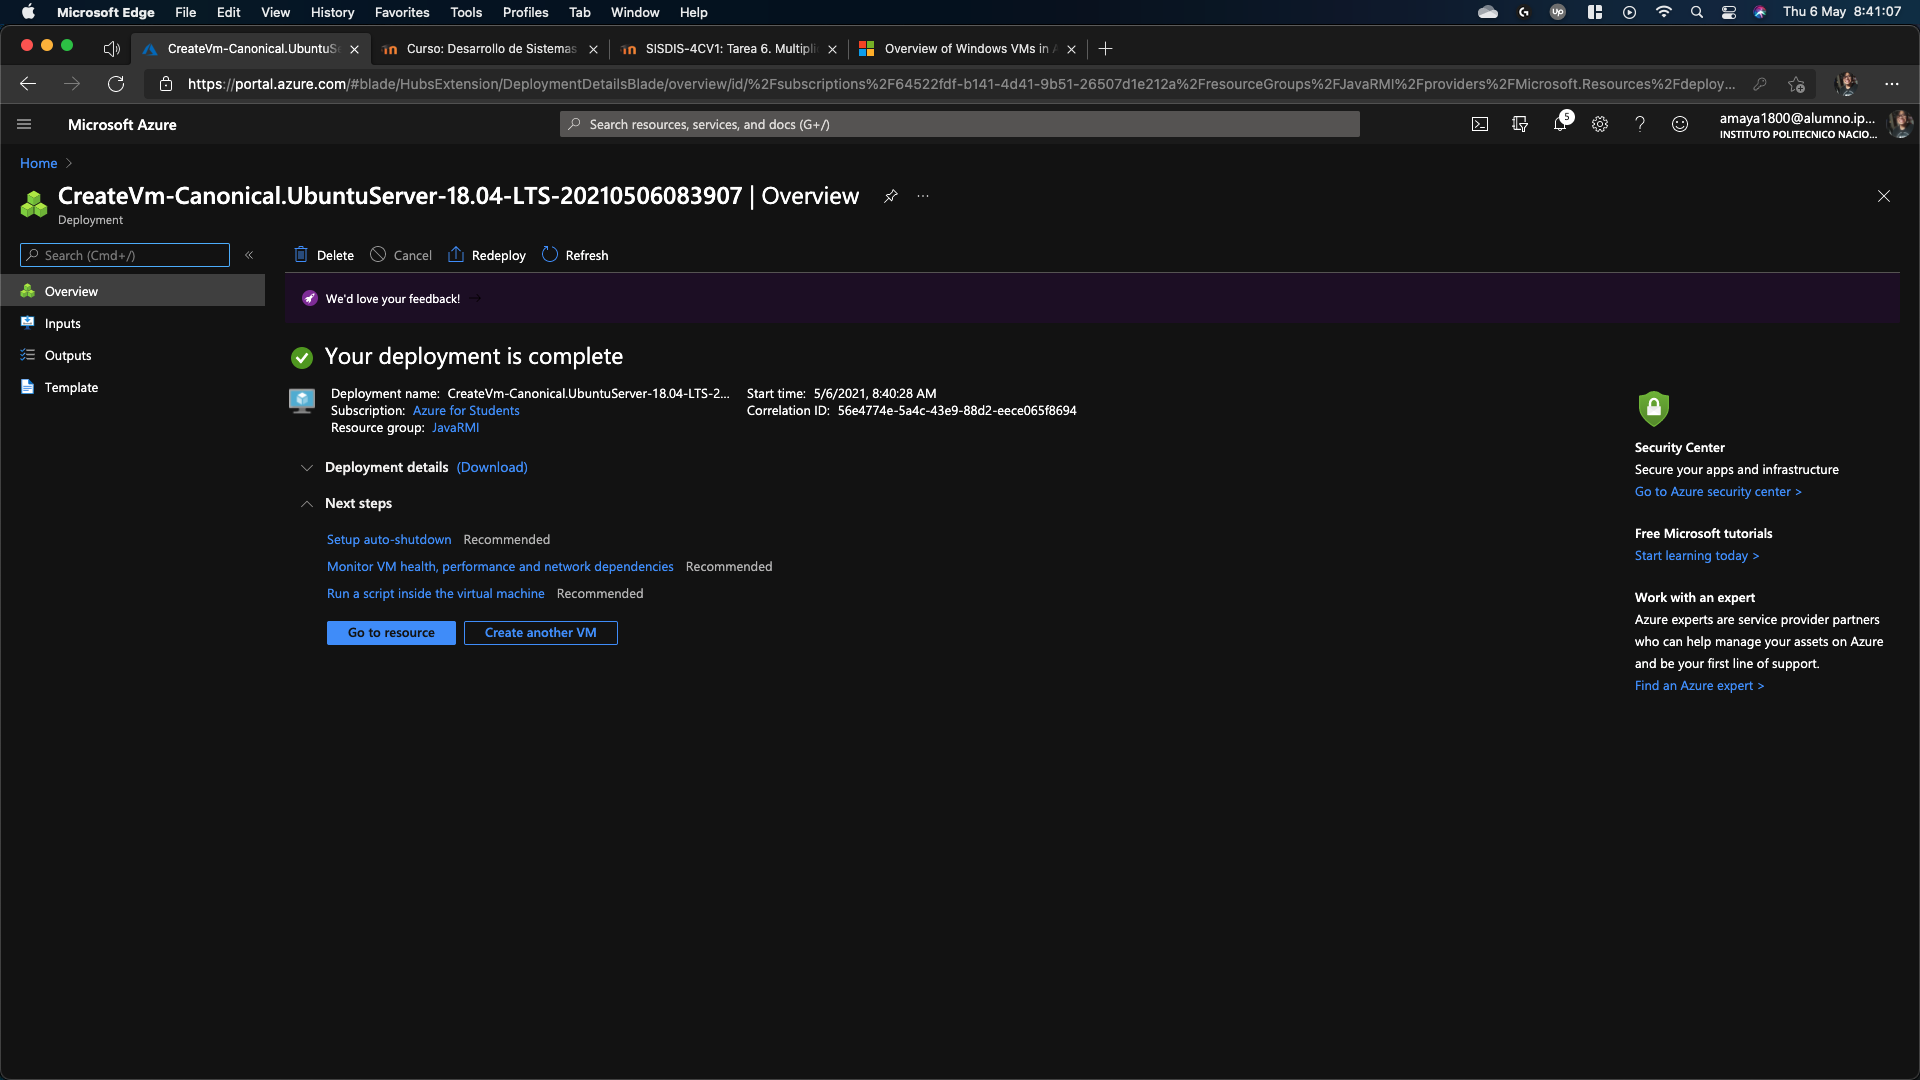 Microsoft Edge File Edit View History Favorites Tools Profiles Tab Window Help Thu 6 May 8:41:07
CreateVm-Canonical.UbuntuSe Curso: Desarrollo de Sistemas SISDIS-4CV1: Tarea 6. Multipli Overview of Windows VMs in A
https://portal.azure.com/#blade/HubsExtension/DeploymentDetailsBlade/overview/id/%2Fsubscriptions%2F64522fdf-b141-4d41-9b51-26507d1e212a%2FresourceGroups%2FJavaRMI%2Fproviders%2FMicrosoft.Resources%2Fdeploy...
Microsoft Azure Search resources, services, and docs (G+/) 5 amaya1800@alumno.ip...
INSTITUTO POLITECNICO NACIO...
Home
CreateVm-Canonical.UbuntuServer-18.04-LTS-20210506083907 | Overview
Deployment
Search (Cmd+/) Delete Cancel Redeploy Refresh
Overview
Inputs
Outputs
Template
We'd love your feedback!
Your deployment is complete
Deployment name: CreateVm-Canonical.UbuntuServer-18.04-LTS-2... Start time: 5/6/2021, 8:40:28 AM
Subscription: Azure for Students Correlation ID: 56e4774e-5a4c-43e9-88d2-eece065f8694
Resource group: JavaRMI
Deployment details (Download)
Next steps
Setup auto-shutdown Recommended
Monitor VM health, performance and network dependencies Recommended
Run a script inside the virtual machine Recommended
Go to resource Create another VM
Security Center
Secure your apps and infrastructure
Go to Azure security center >
Free Microsoft tutorials
Start learning today >
Work with an expert
Azure experts are service provider partners
who can help manage your assets on Azure
and be your first line of support.
Find an Azure expert >